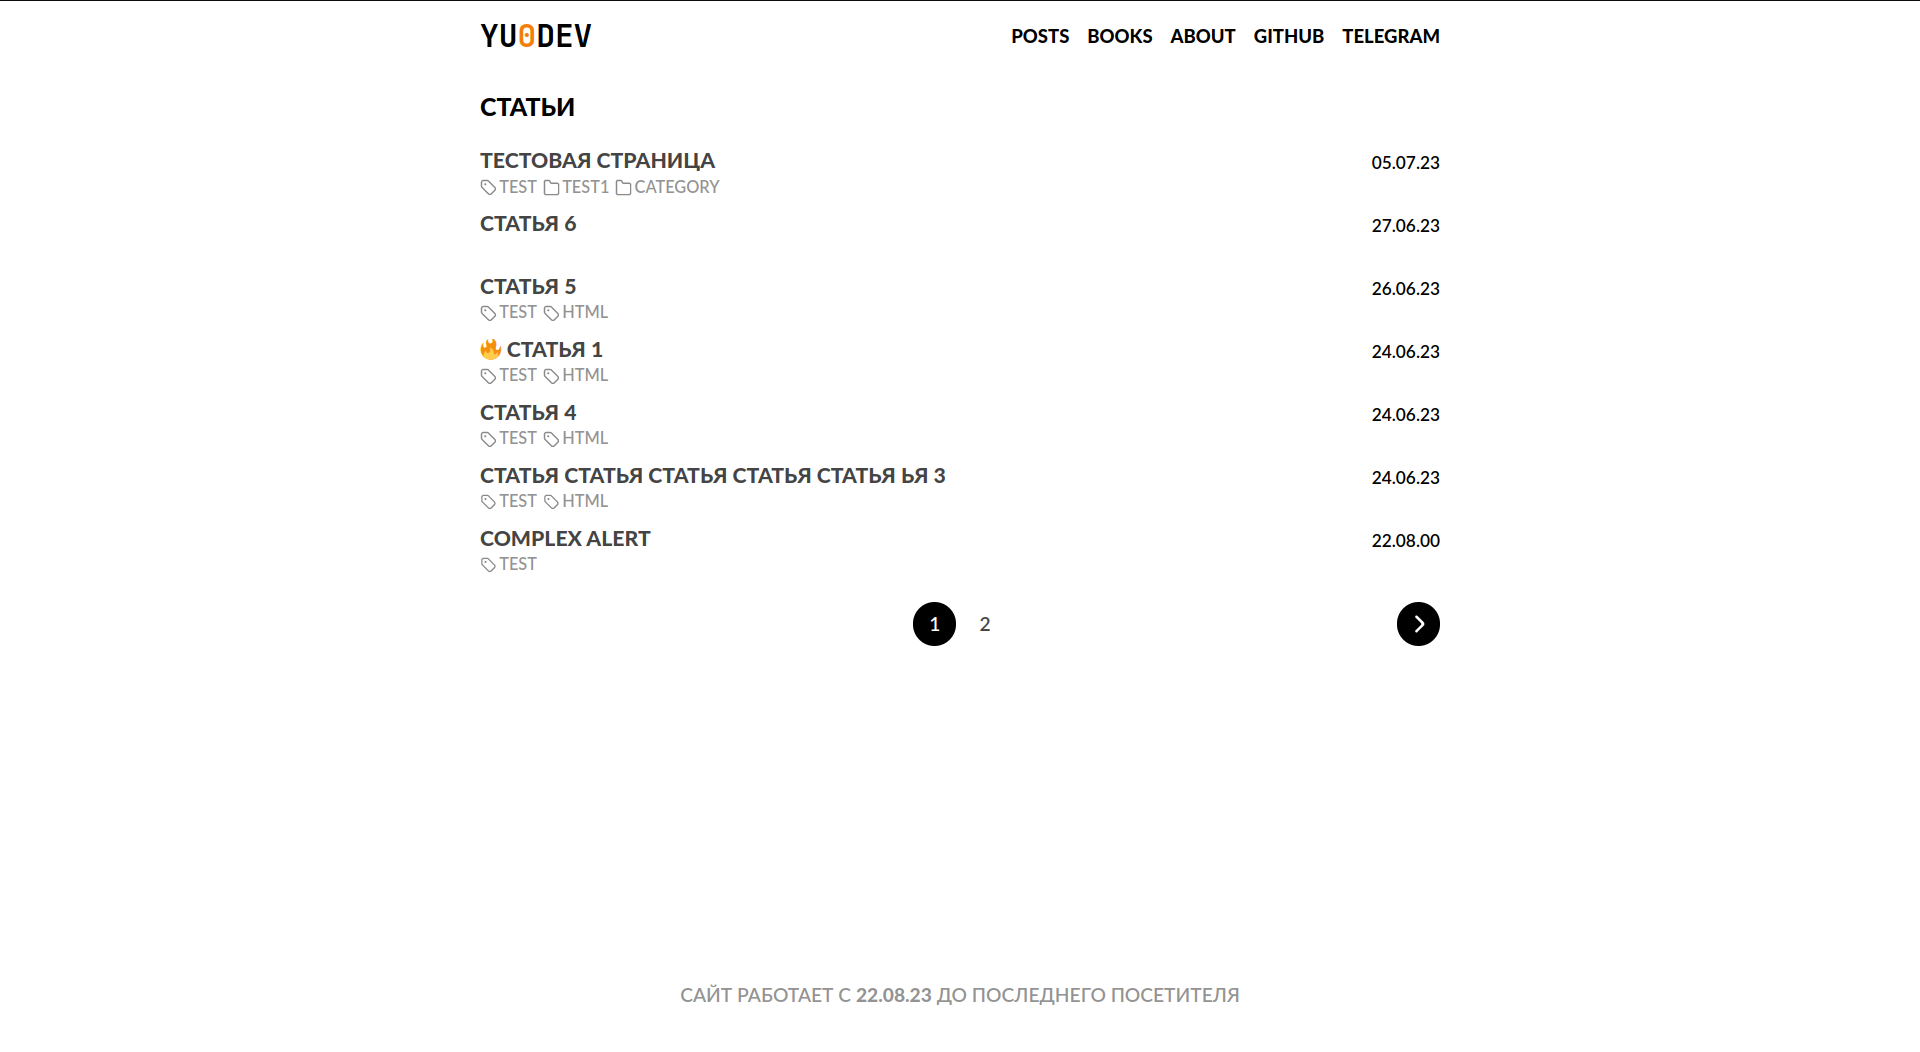 YU0DEV POSTS BOOKS ABOUT GITHUB TELEGRAM
СТАТЬИ
ТЕСТОВАЯ СТРАНИЦА 05.07.23
TEST TEST1 CATEGORY
СТАТЬЯ 6 27.06.23
СТАТЬЯ 5 26.06.23
TEST HTML
🔥 СТАТЬЯ 1 24.06.23
TEST HTML
СТАТЬЯ 4 24.06.23
TEST HTML
СТАТЬЯ СТАТЬЯ СТАТЬЯ СТАТЬЯ СТАТЬЯ ЬЯ 3 24.06.23
TEST HTML
COMPLEX ALERT 22.08.00
TEST
1 2
САЙТ РАБОТАЕТ С 22.08.23 ДО ПОСЛЕДНЕГО ПОСЕТИТЕЛЯ